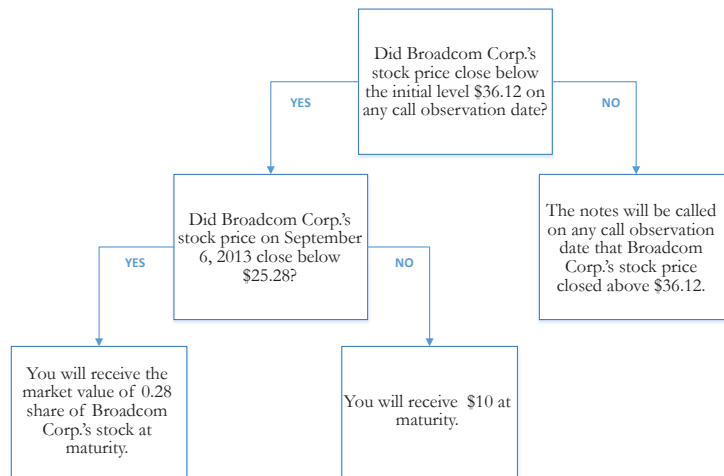 Did Broadcom Corp.'s
stock price close below
the initial level $36.12 on
any call observation date?
YES
NO
Did Broadcom Corp.'s
stock price on September
6, 2013 close below
$25.28?
The notes will be called
on any call observation
date that Broadcom
Corp.'s stock price
closed above $36.12.
YES
NO
You will receive the
market value of 0.28
share of Broadcom
Corp.'s stock at
maturity.
You will receive $10 at
maturity.